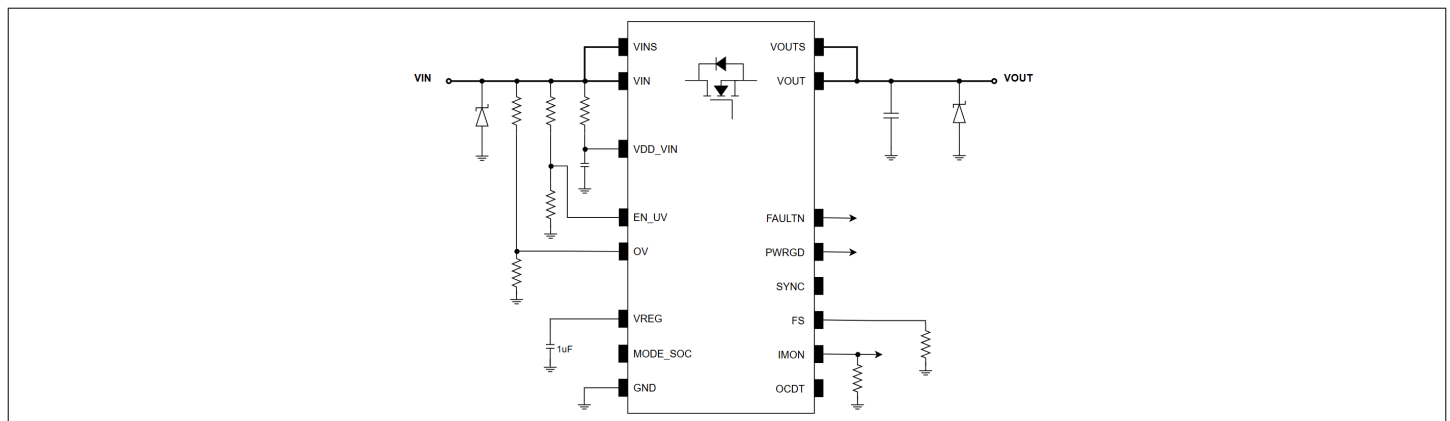 VINS
VOUTS
VIN
VIN
VOUT
VOUT
VDD_VIN
EN_UV
FAULTN
OV
PWRGD
SYNC
VREG
FS
1uF
MODE_SOC
IMON
GND
OCDT